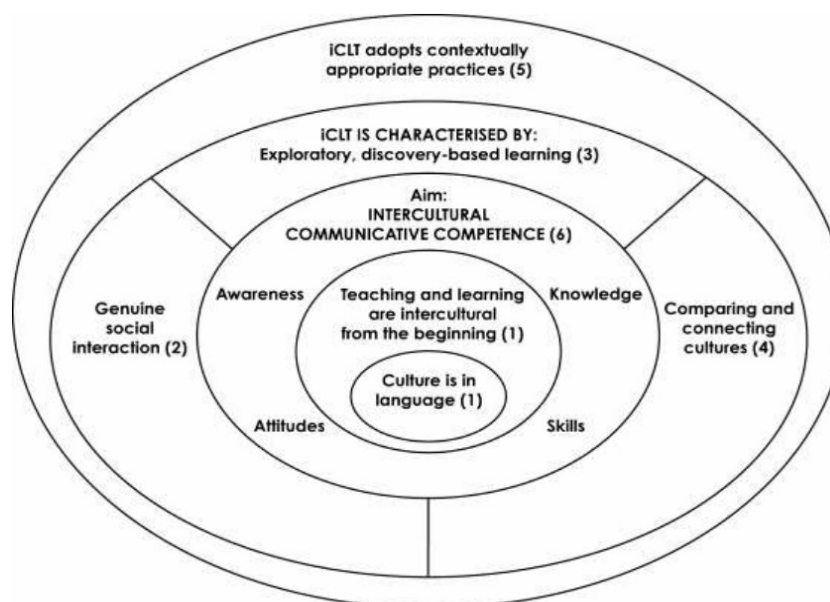 iCLT adopts contextually
appropriate practices (5)
iCLT IS CHARACTERISED BY:
Exploratory, discovery-based learning (3)
Aim:
INTERCULTURAL
COMMUNICATIVE COMPETENCE (6)
Awareness
Knowledge
Teaching and learning
are intercultural
from the beginning (1)
Genuine
social
interaction (2)
Comparing and
connecting
cultures (4)
Culture is in
language (1)
Attitudes
Skills